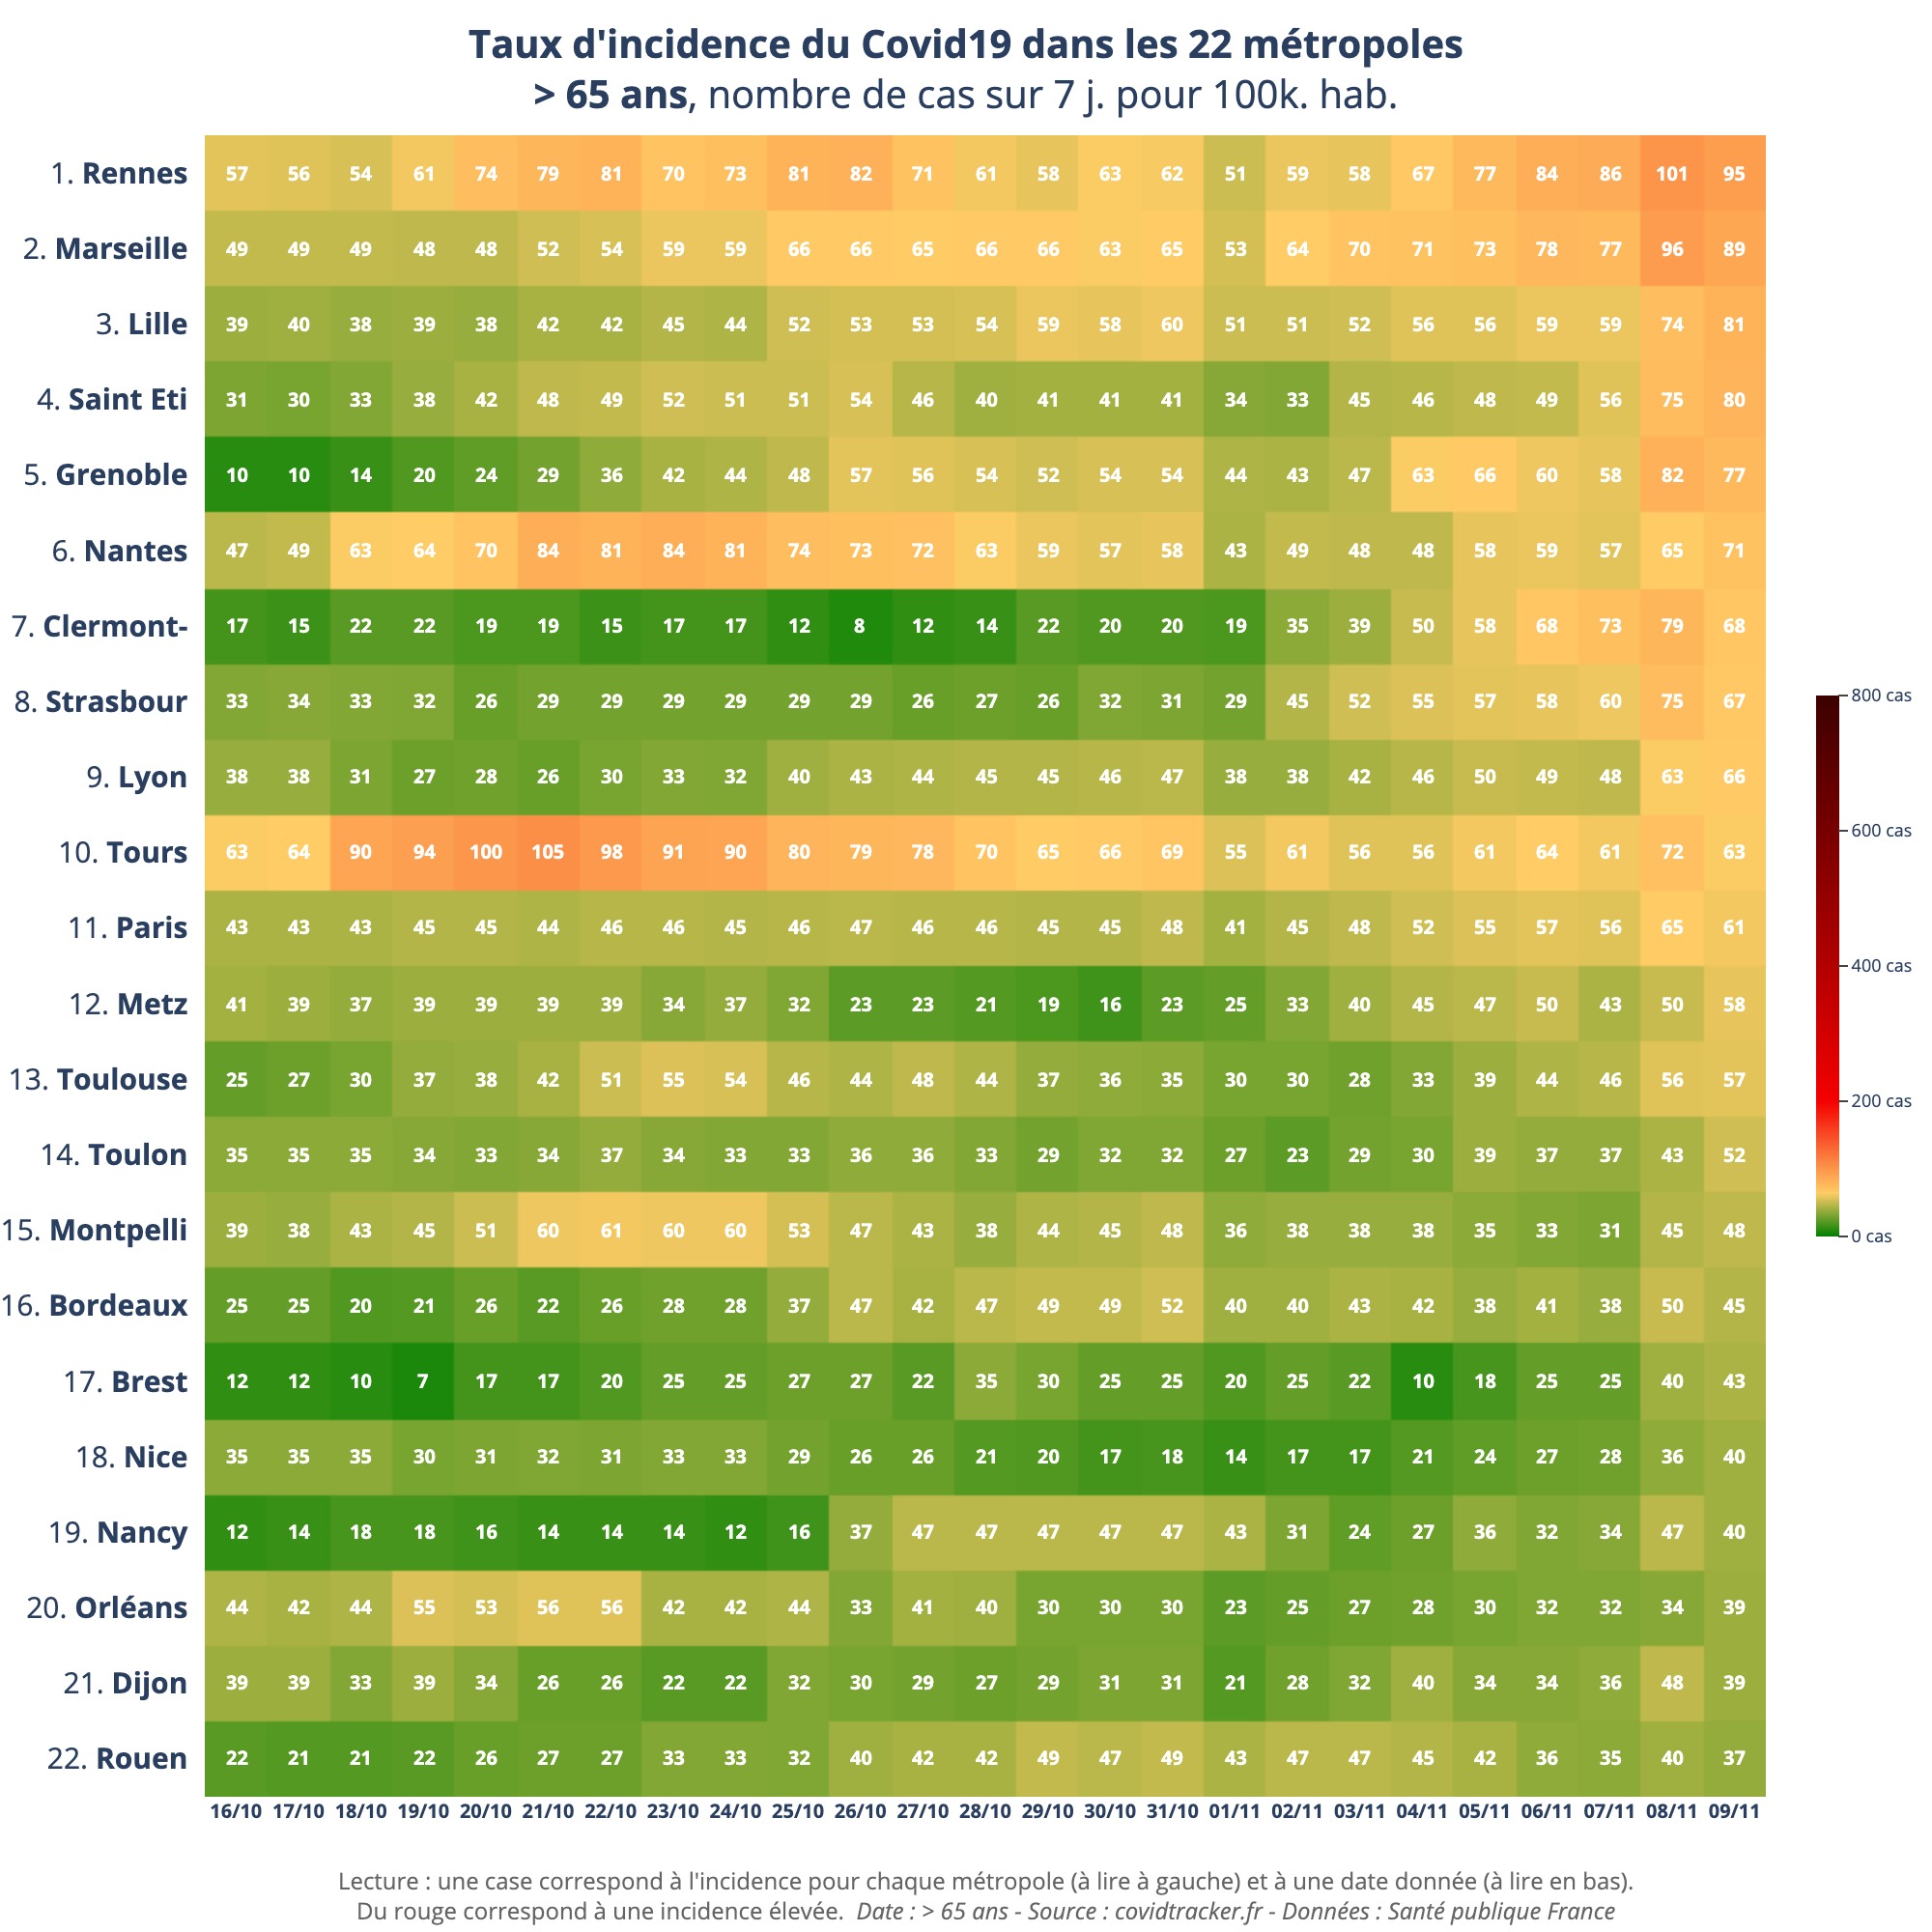 Taux d'incidence du Covid19 dans les 22 métropoles
> 65 ans, nombre de cas sur 7 j. pour 100k. hab.
1. Rennes 57 56 54 61 74 79 81 70 73 81 82 71 61 58 63 62 51 59 58 67 77 84 86 101 95
2. Marseille 49 49 49 48 48 52 54 59 59 66 66 65 66 66 63 65 53 64 70 71 73 78 77 96 89
3. Lille 39 40 38 39 38 42 42 45 44 52 53 53 54 59 58 60 51 51 52 56 56 59 59 74 81
4. Saint Eti 31 30 33 38 42 48 49 52 51 51 54 46 40 41 41 41 34 33 45 46 48 49 56 75 80
5. Grenoble 10 10 14 20 24 29 36 42 44 48 57 56 54 52 54 54 44 43 47 63 66 60 58 82 77
6. Nantes 47 49 63 64 70 84 81 84 81 74 73 72 63 59 57 58 43 49 48 48 58 59 57 65 71
7. Clermont- 17 15 22 22 19 19 15 17 17 12 8 12 14 22 20 20 19 35 39 50 58 68 73 79 68
8. Strasbour 33 34 33 32 26 29 29 29 29 29 29 26 27 26 32 31 29 45 52 55 57 58 60 75 67
9. Lyon 38 38 31 27 28 26 30 33 32 40 43 44 45 45 46 47 38 38 42 46 50 49 48 63 66
10. Tours 63 64 90 94 100 105 98 91 90 80 79 78 70 65 66 69 55 61 56 56 61 64 61 72 63
11. Paris 43 43 43 45 45 44 46 46 45 46 47 46 46 45 45 48 41 45 48 52 55 57 56 65 61
12. Metz 41 39 37 39 39 39 39 34 37 32 23 23 21 19 16 23 25 33 40 45 47 50 43 50 58
13. Toulouse 25 27 30 37 38 42 51 55 54 46 44 48 44 37 36 35 30 30 28 33 39 44 46 56 57
14. Toulon 35 35 35 34 33 34 37 34 33 33 36 36 33 29 32 32 27 23 29 30 39 37 37 43 52
15. Montpelli 39 38 43 45 51 60 61 60 60 53 47 43 38 44 45 48 36 38 38 38 35 33 31 45 48
16. Bordeaux 25 25 20 21 26 22 26 28 28 37 47 42 47 49 49 52 40 40 43 42 38 41 38 50 45
17. Brest 12 12 10 7 17 17 20 25 25 27 27 22 35 30 25 25 20 25 22 10 18 25 25 40 43
18. Nice 35 35 35 30 31 32 31 33 33 29 26 26 21 20 17 18 14 17 17 21 24 27 28 36 40
19. Nancy 12 14 18 18 16 14 14 14 12 16 37 47 47 47 47 47 43 31 24 27 36 32 34 47 40
20. Orléans 44 42 44 55 53 56 56 42 42 44 33 41 40 30 30 30 23 25 27 28 30 32 32 34 39
21. Dijon 39 39 33 39 34 26 26 22 22 32 30 29 27 29 31 31 21 28 32 40 34 34 36 48 39
22. Rouen 22 21 21 22 26 27 27 33 33 32 40 42 42 49 47 49 43 47 47 45 42 36 35 40 37
16/10 17/10 18/10 19/10 20/10 21/10 22/10 23/10 24/10 25/10 26/10 27/10 28/10 29/10 30/10 31/10 01/11 02/11 03/11 04/11 05/11 06/11 07/11 08/11 09/11
800 cas
600 cas
400 cas
200 cas
0 cas
Lecture : une case correspond à l'incidence pour chaque métropole (à lire à gauche) et à une date donnée (à lire en bas).
Du rouge correspond à une incidence élevée. Date : > 65 ans - Source : covidtracker.fr - Données : Santé publique France